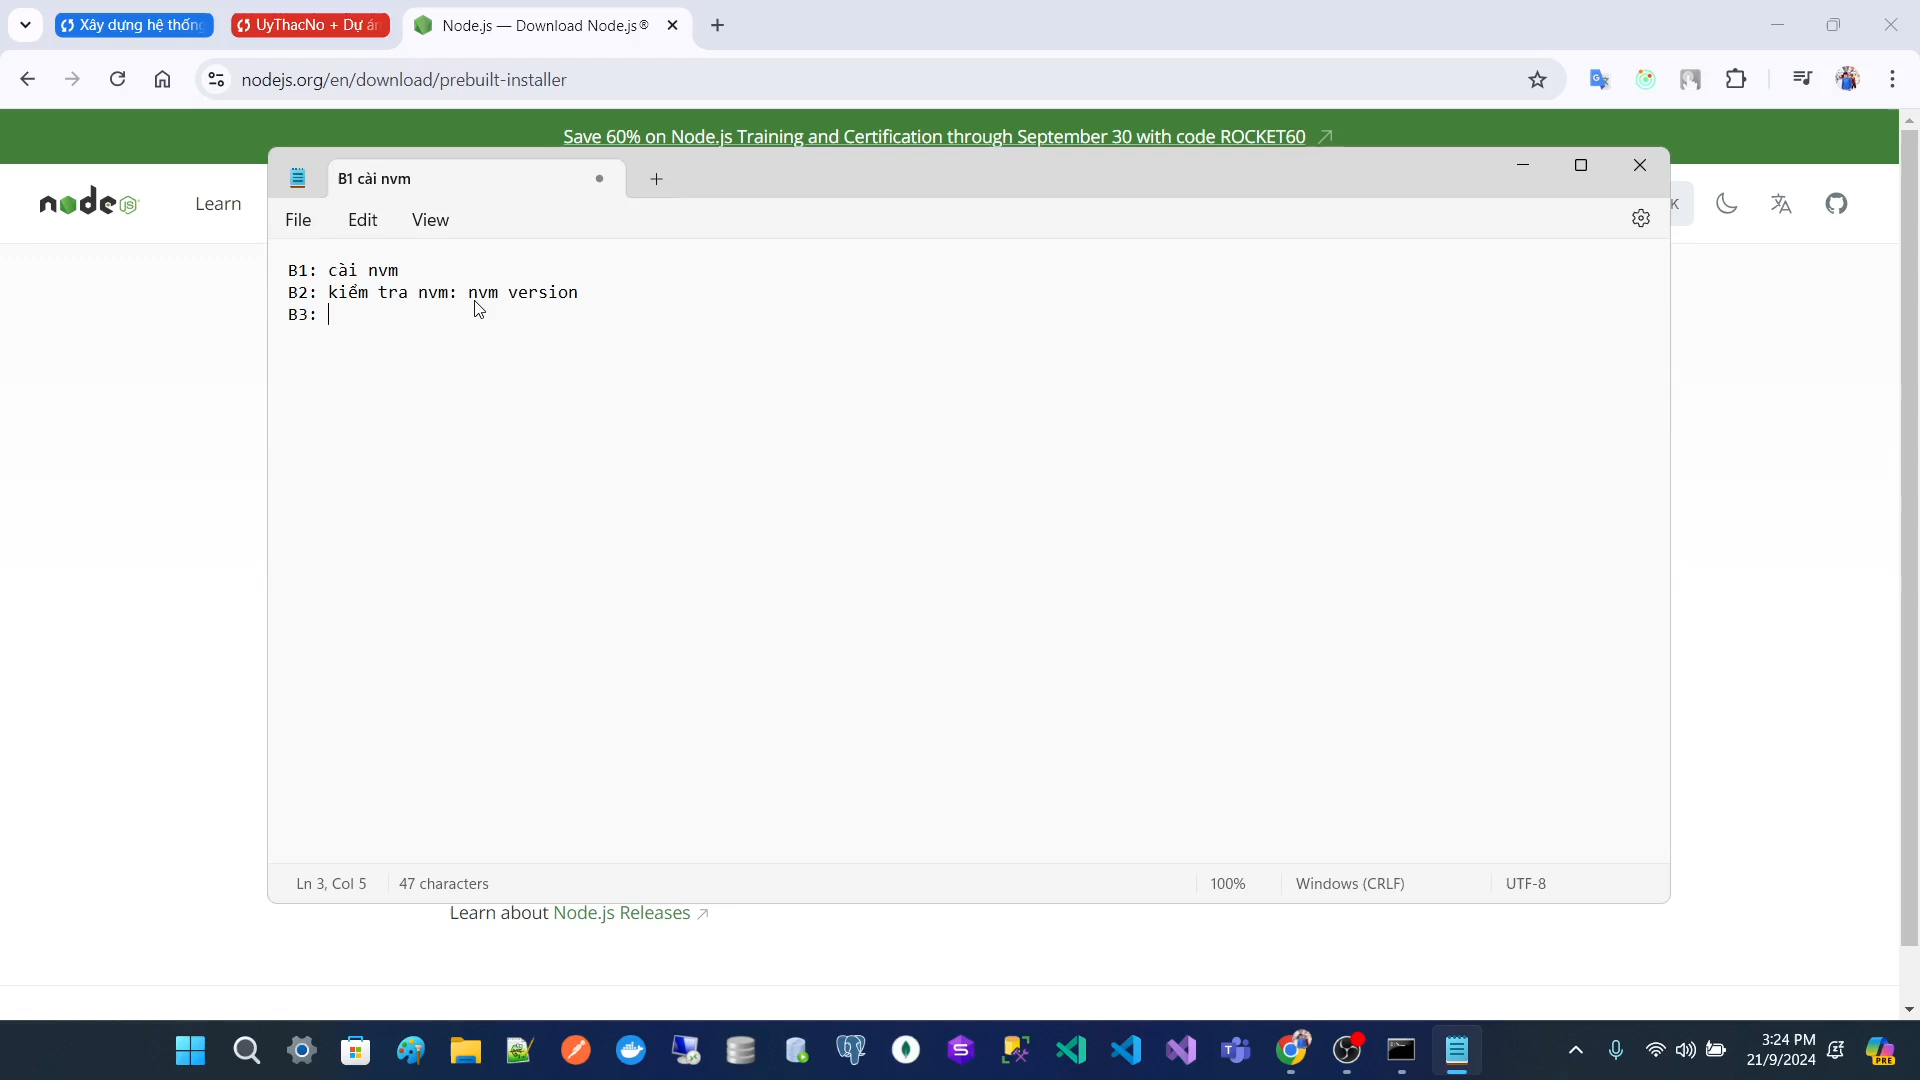 Xây dựng hệ thống
UyThacNo + Dự án
Node.js — Download Node.js®
nodejs.org/en/download/prebuilt-installer
Save 60% on Node.js Training and Certification through September 30 with code ROCKET60
B1 cài nvm
node
JS
Learn
K
File Edit View
B1: cài nvm
B2: kiểm tra nvm: nvm version
B3:
Ln 3, Col 5
47 characters
100%
Windows (CRLF)
UTF-8
Learn about Node.js Releases
3:24 PM
21/9/2024
PRE